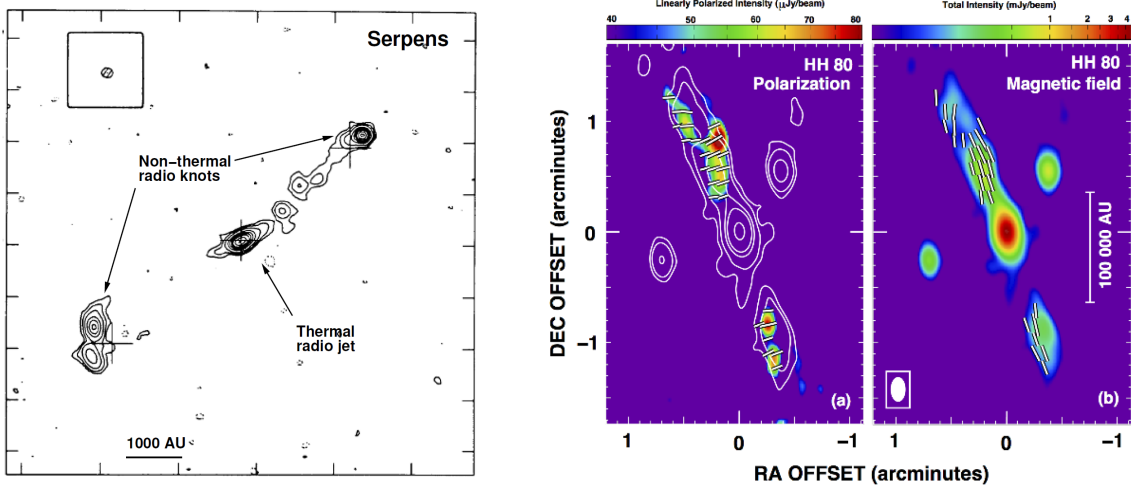 Serpens
Non-thermal
radio knots
Thermal
radio jet
1000 AU
Linearly Polarized Intensity (μJy/beam)
40 50 60 70 80
HH 80
Polarization
(a)
DEC OFFSET (arcminutes)
1
0
−1
1 0 −1
Total Intensity (mJy/beam)
1 2 3 4
HH 80
Magnetic field
100 000 AU
(b)
1 0 −1
RA OFFSET (arcminutes)